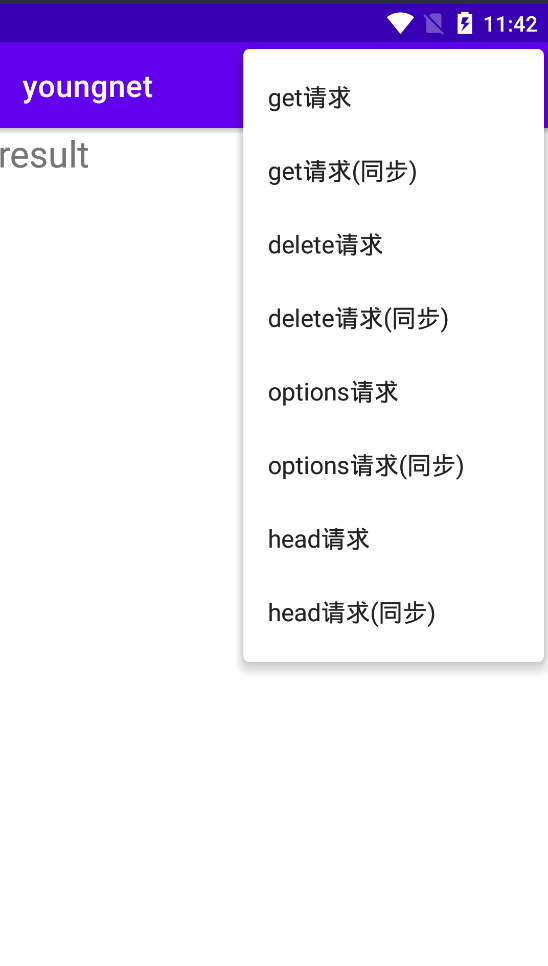 11:42
youngnet
result
get请求
get请求(同步)
delete请求
delete请求(同步)
options请求
options请求(同步)
head请求
head请求(同步)